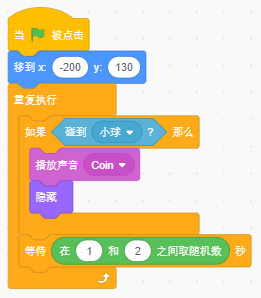 当 被点击
移到 x: -200 y: 130
重复执行
如果 碰到 小球 ? 那么
播放声音 Coin
隐藏
等待 在 1 和 2 之间取随机数 秒